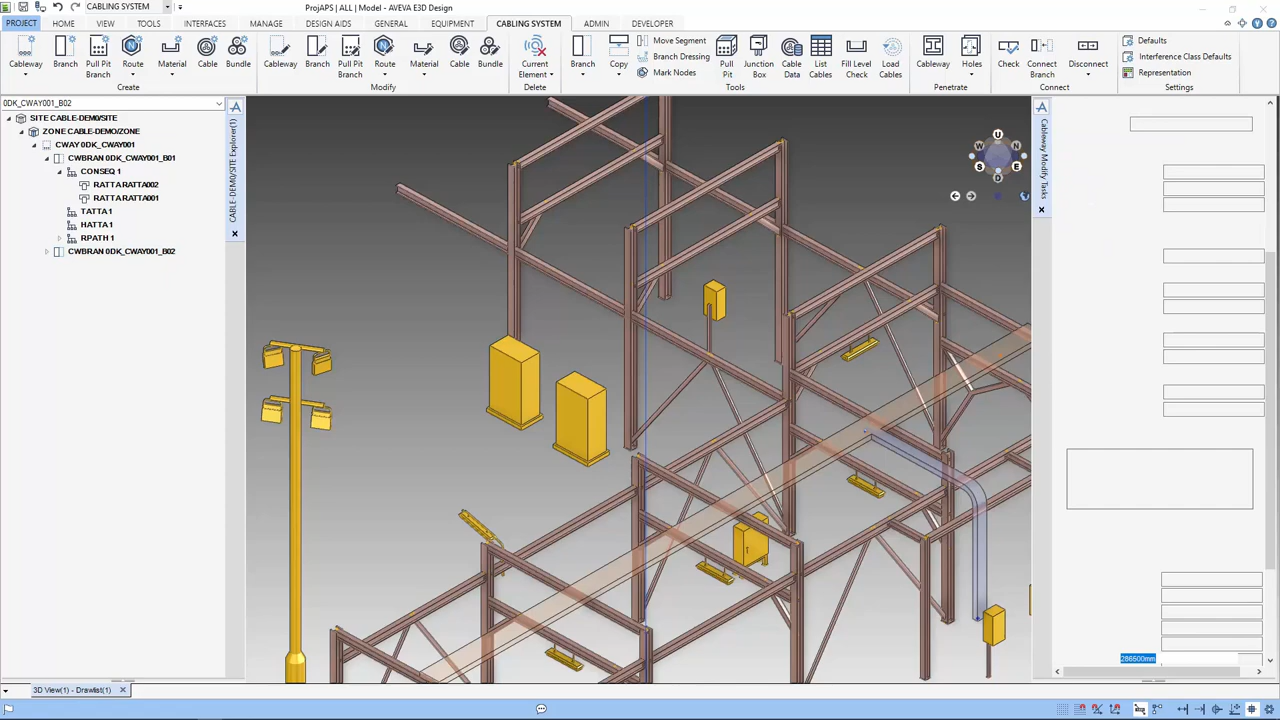 CABLING SYSTEM
ProjAPS | ALL | Model - AVEVA E3D Design
PROJECT HOME VIEW TOOLS INTERFACES MANAGE DESIGN AIDS GENERAL EQUIPMENT CABLING SYSTEM ADMIN DEVELOPER
Cableway Branch Pull Pit Branch Route Material Cable Bundle
Create
Cableway Branch Pull Pit Branch Route Material Cable Bundle
Modify
Current Element
Delete
Branch Copy
Move Segment
Branch Dressing
Mark Nodes
Pull Pit Junction Box Cable Data List Cables Fill Level Check Load Cables
Tools
Cableway Holes
Penetrate
Check Connect Branch Disconnect
Connect
Defaults
Interference Class Defaults
Representation
Settings
0DK_CWAY001_B02
SITE CABLE-DEMO/SITE
ZONE CABLE-DEMO/ZONE
CWAY 0DK_CWAY001
CWBRAN 0DK_CWAY001_B01
CONSEQ 1
RATTA RATTA002
RATTA RATTA001
TATTA 1
HATTA 1
RPATH 1
CWBRAN 0DK_CWAY001_B02
CABLE-DEMO/SITE Explorer(1)
U
W N
S E
D
Cableway Modify Tasks
286500mm
3D View(1) - Drawlist(1)